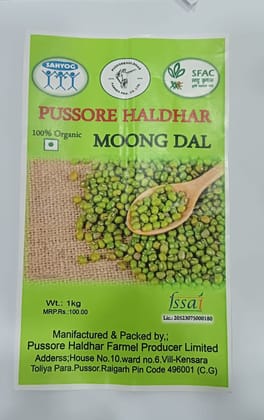 SAHYOG
SFAC
PUSSORE HALDHAR
100% Organic
MOONG DAL
Wt.: 1kg
MRP.Rs.:100.00
fssai
Lic.: 20523075000180
Manufactured & Packed by,;
Pussore Haldhar Farmel Producer Limited
Adderss;House No.10.ward no.6.Vill-Kensara
Toliya Para.Pussor.Raigarh Pin Code 496001 (C.G)